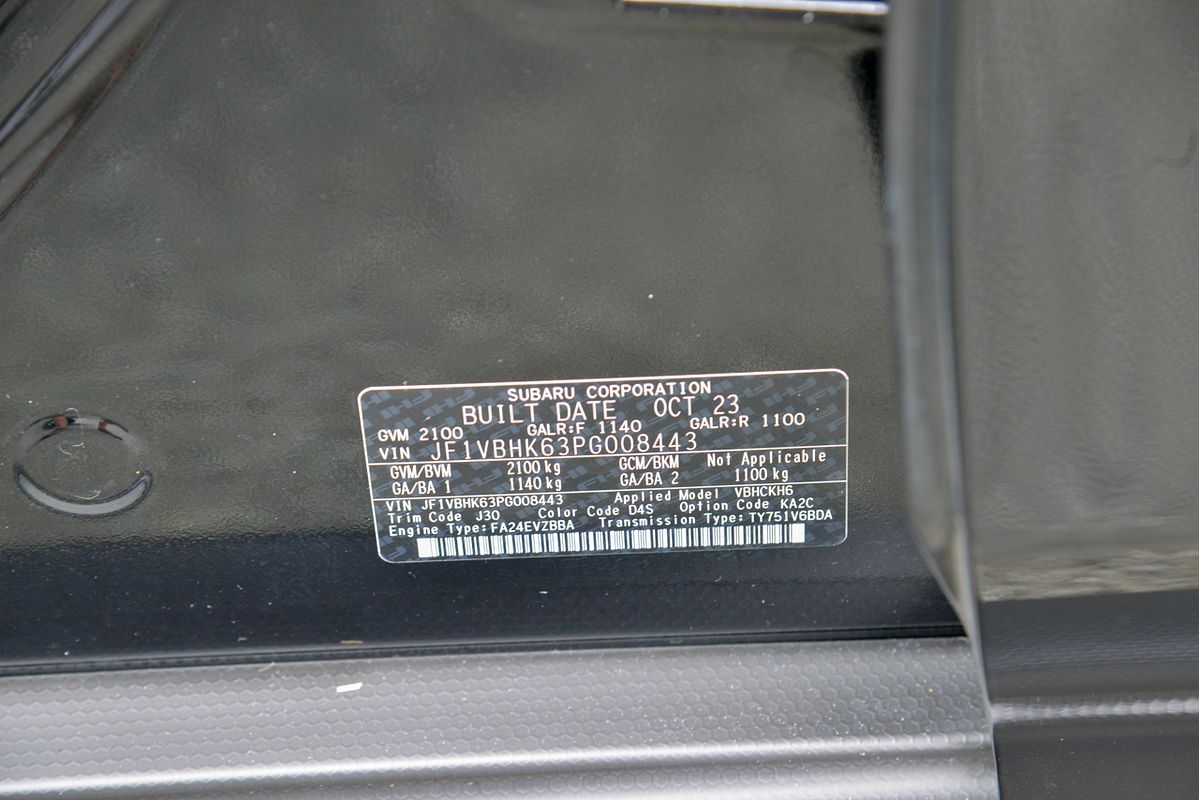 SUBARU CORPORATION
BUILT DATE OCT 23
GVM 2100 GALR:F 1140 GALR:R 1100
VIN JF1VBHK63PG008443
GVM/BVM 2100 kg GCM/BKM Not Applicable
GA/BA 1 1140 kg GA/BA 2 1100 kg
VIN JF1VBHK63PG008443 Applied Model VBHCKH6
Trim Code J30 Color Code D4S Option Code KA2C
Engine Type:FA24EVZBBA Transmission Type:TY751V6BDA